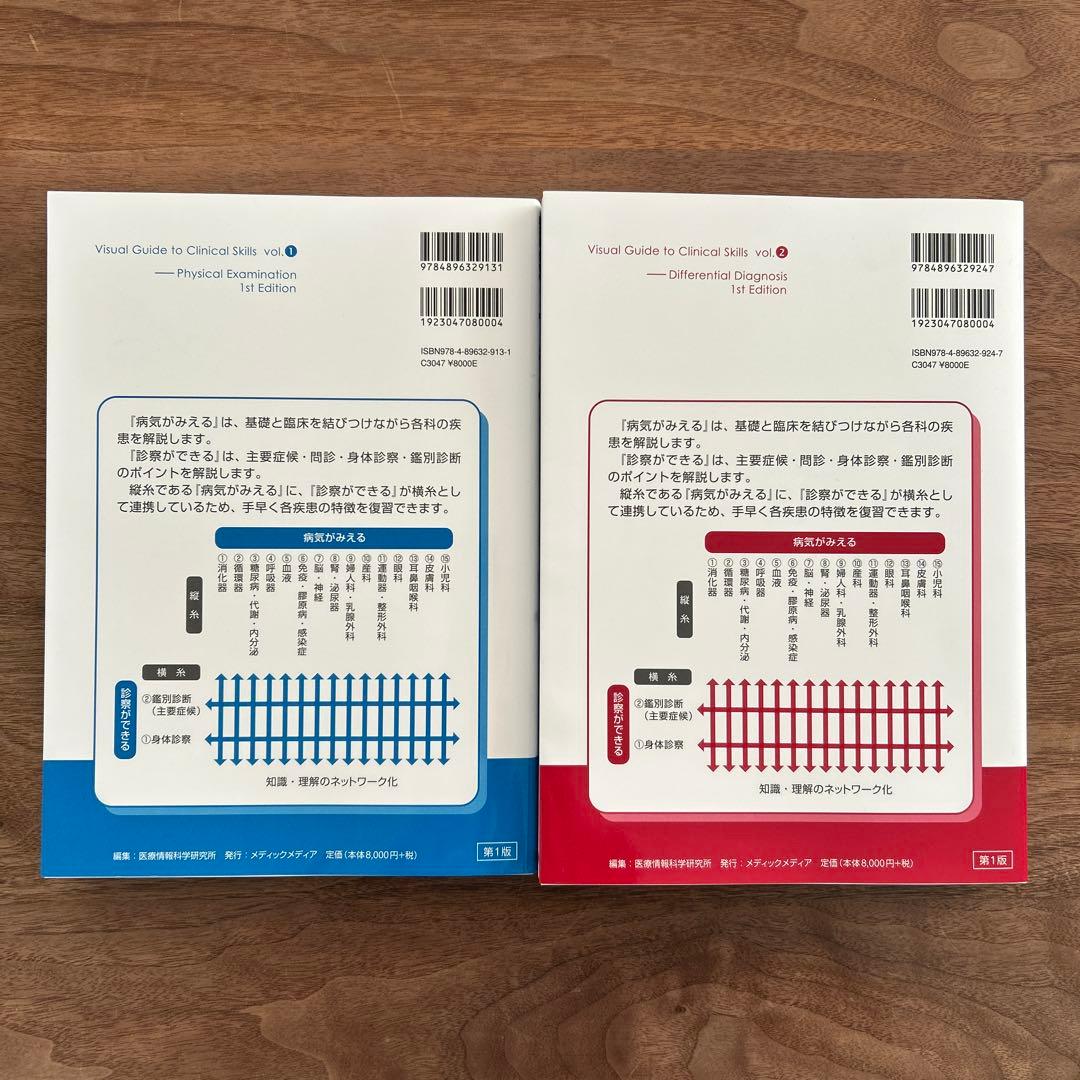 Visual Guide to Clinical Skills vol.❶
— Physical Examination
1st Edition
9784896329131
1923047080004
ISBN978-4-89632-913-1
C3047 ¥8000E
『病気がみえる』は、基礎と臨床を結びつけながら各科の疾
患を解説します。
『診察ができる』は、主要症候・問診・身体診察・鑑別診断
のポイントを解説します。
縦糸である『病気がみえる』に、『診察ができる』が横糸とし
て連携しているため、手早く各疾患の特徴を復習できます。
病気がみえる
縦糸
①消化器
②循環器
③糖尿病・代謝・内分泌
④呼吸器
⑤血液
⑥免疫・膠原病・感染症
⑦脳・神経
⑧腎・泌尿器
⑨婦人科・乳腺外科
⑩産科
⑪運動器・整形外科
⑫眼科
⑬耳鼻咽喉科
⑭皮膚科
⑮小児科
横糸
診察ができる
②鑑別診断
(主要症候)
①身体診察
知識・理解のネットワーク化
編集:医療情報科学研究所 発行:メディックメディア 定価(本体8,000円+税)
第1版
Visual Guide to Clinical Skills vol.❷
— Differential Diagnosis
1st Edition
9784896329247
1923047080004
ISBN978-4-89632-924-7
C3047 ¥8000E
『病気がみえる』は、基礎と臨床を結びつけながら各科の疾
患を解説します。
『診察ができる』は、主要症候・問診・身体診察・鑑別診断
のポイントを解説します。
縦糸である『病気がみえる』に、『診察ができる』が横糸とし
て連携しているため、手早く各疾患の特徴を復習できます。
病気がみえる
縦糸
①消化器
②循環器
③糖尿病・代謝・内分泌
④呼吸器
⑤血液
⑥免疫・膠原病・感染症
⑦脳・神経
⑧腎・泌尿器
⑨婦人科・乳腺外科
⑩産科
⑪運動器・整形外科
⑫眼科
⑬耳鼻咽喉科
⑭皮膚科
⑮小児科
横糸
診察ができる
②鑑別診断
(主要症候)
①身体診察
知識・理解のネットワーク化
編集:医療情報科学研究所 発行:メディックメディア 定価(本体8,000円+税)
第1版